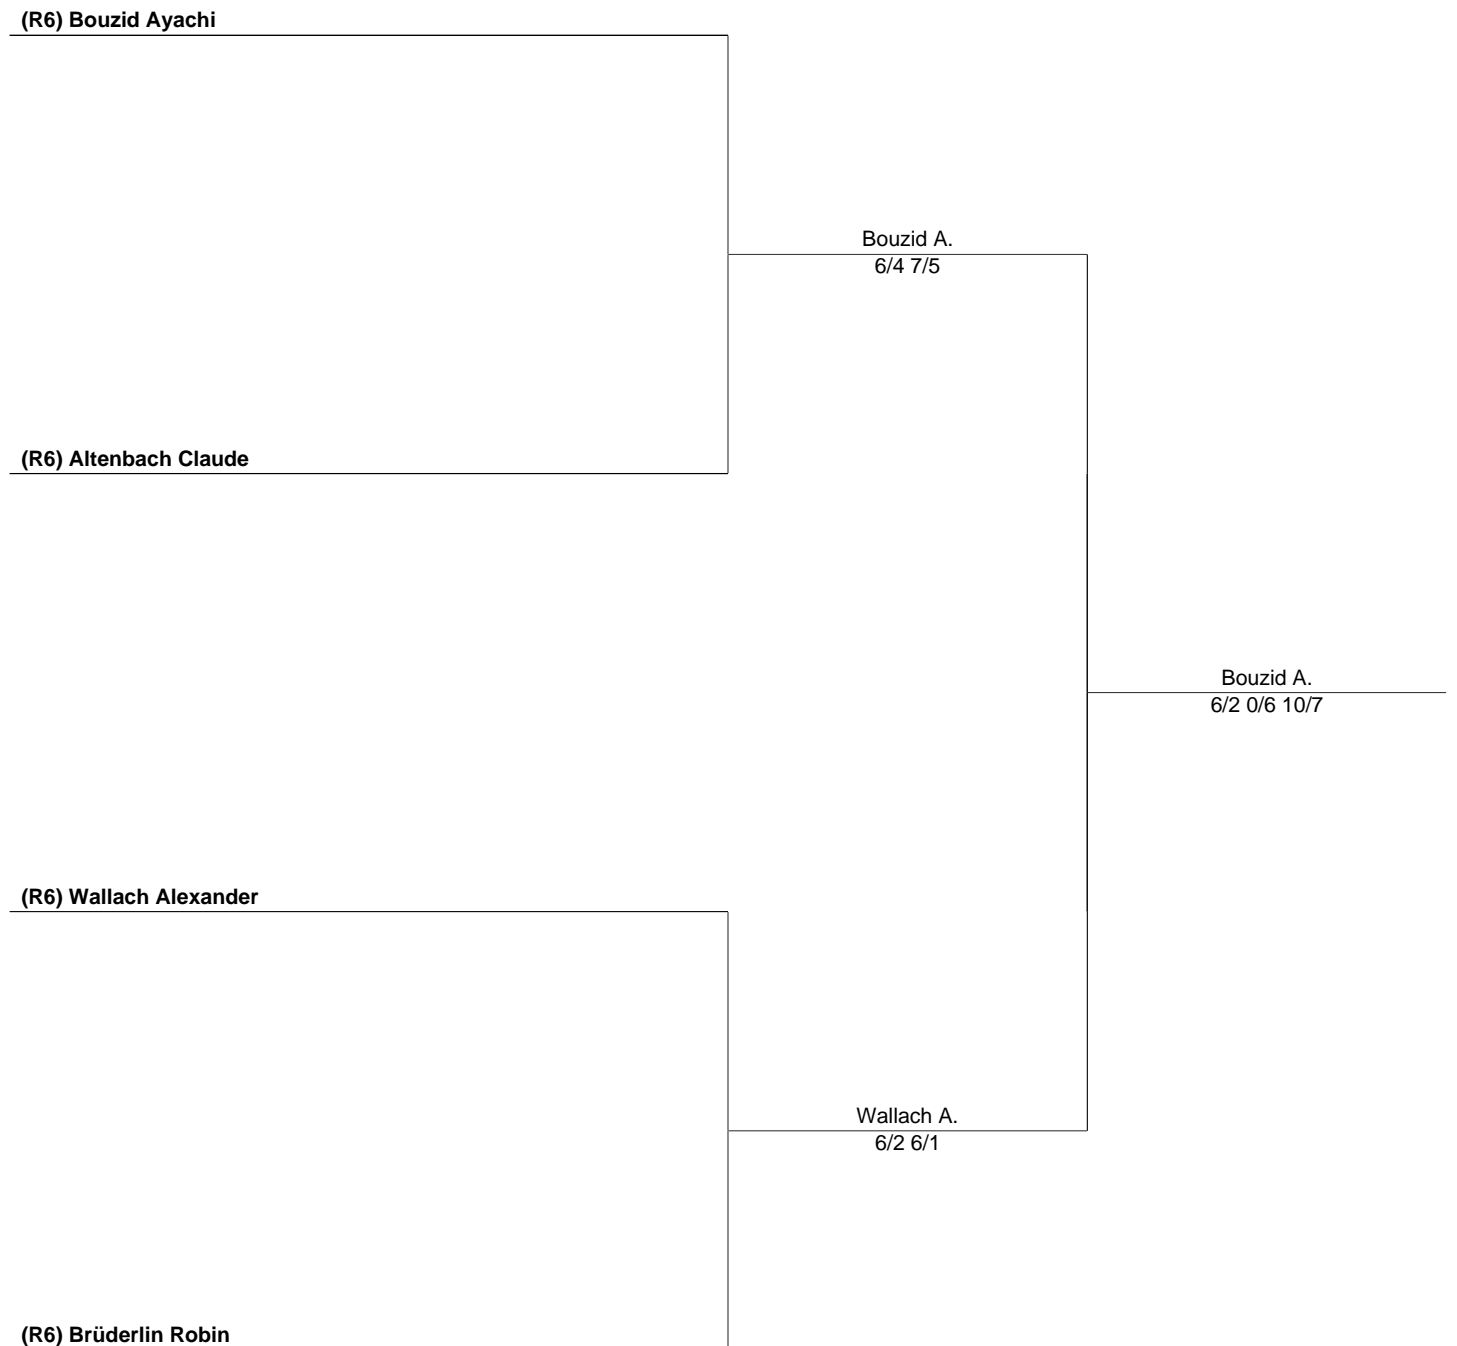 (R6) Bouzid Ayachi
Bouzid A.
6/4 7/5
(R6) Altenbach Claude
Bouzid A.
6/2 0/6 10/7
(R6) Wallach Alexander
Wallach A.
6/2 6/1
(R6) Brüderlin Robin